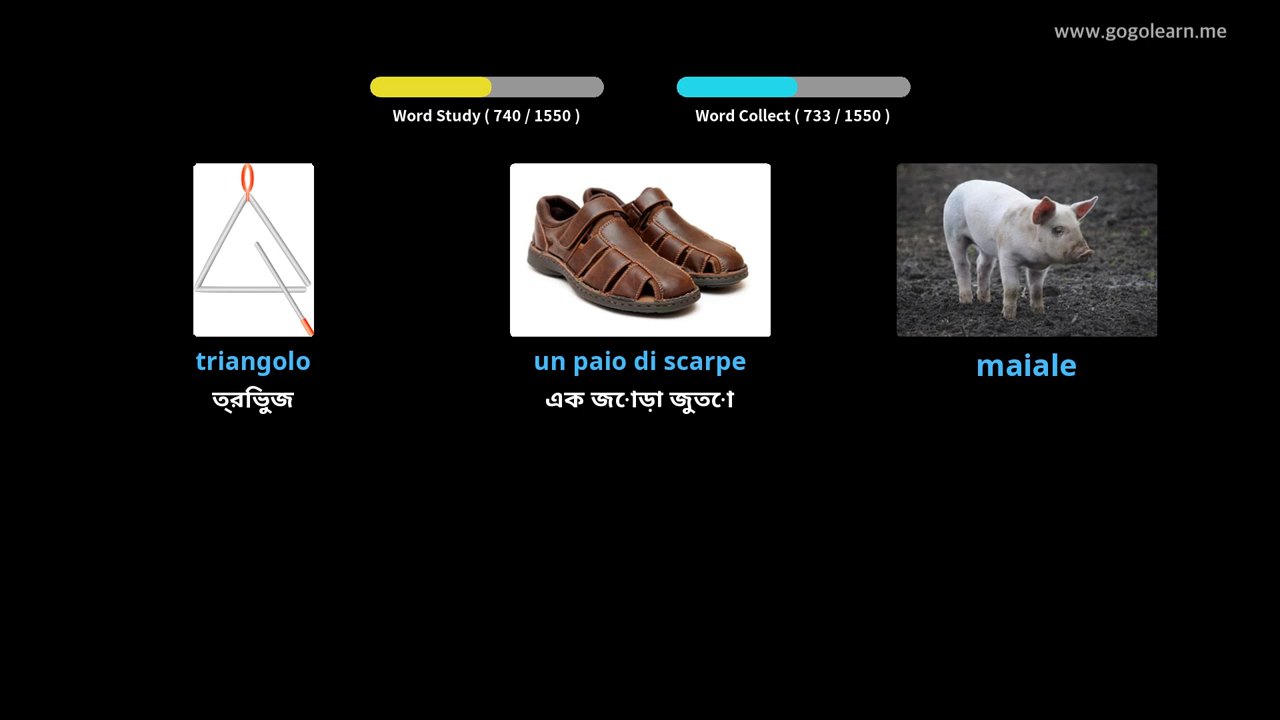 www.gogolearn.me
Word Study ( 740 / 1550 )
Word Collect ( 733 / 1550 )
triangolo
un paio di scarpe
maiale
ত্রিভুজ
এক জোড়া জুতো